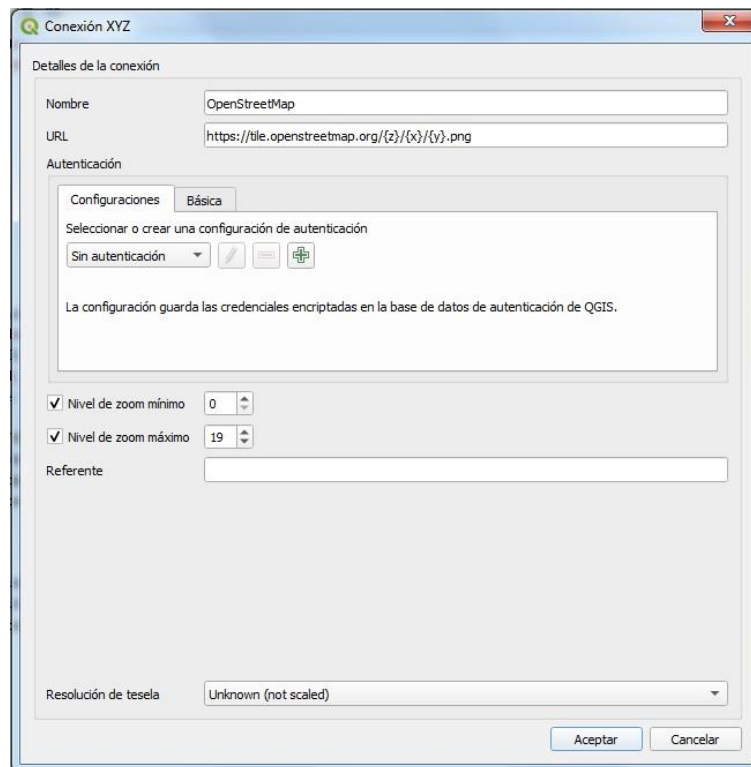 Conexión XYZ
Detalles de la conexión
Nombre
OpenStreetMap
URL
https://tile.openstreetmap.org/{z}/{x}/{y}.png
Autenticación
Configuraciones
Básica
Seleccionar o crear una configuración de autenticación
Sin autenticación
La configuración guarda las credenciales encriptadas en la base de datos de autenticación de QGIS.
Nivel de zoom mínimo
0
Nivel de zoom máximo
19
Referente
Resolución de tesela
Unknown (not scaled)
Aceptar
Cancelar